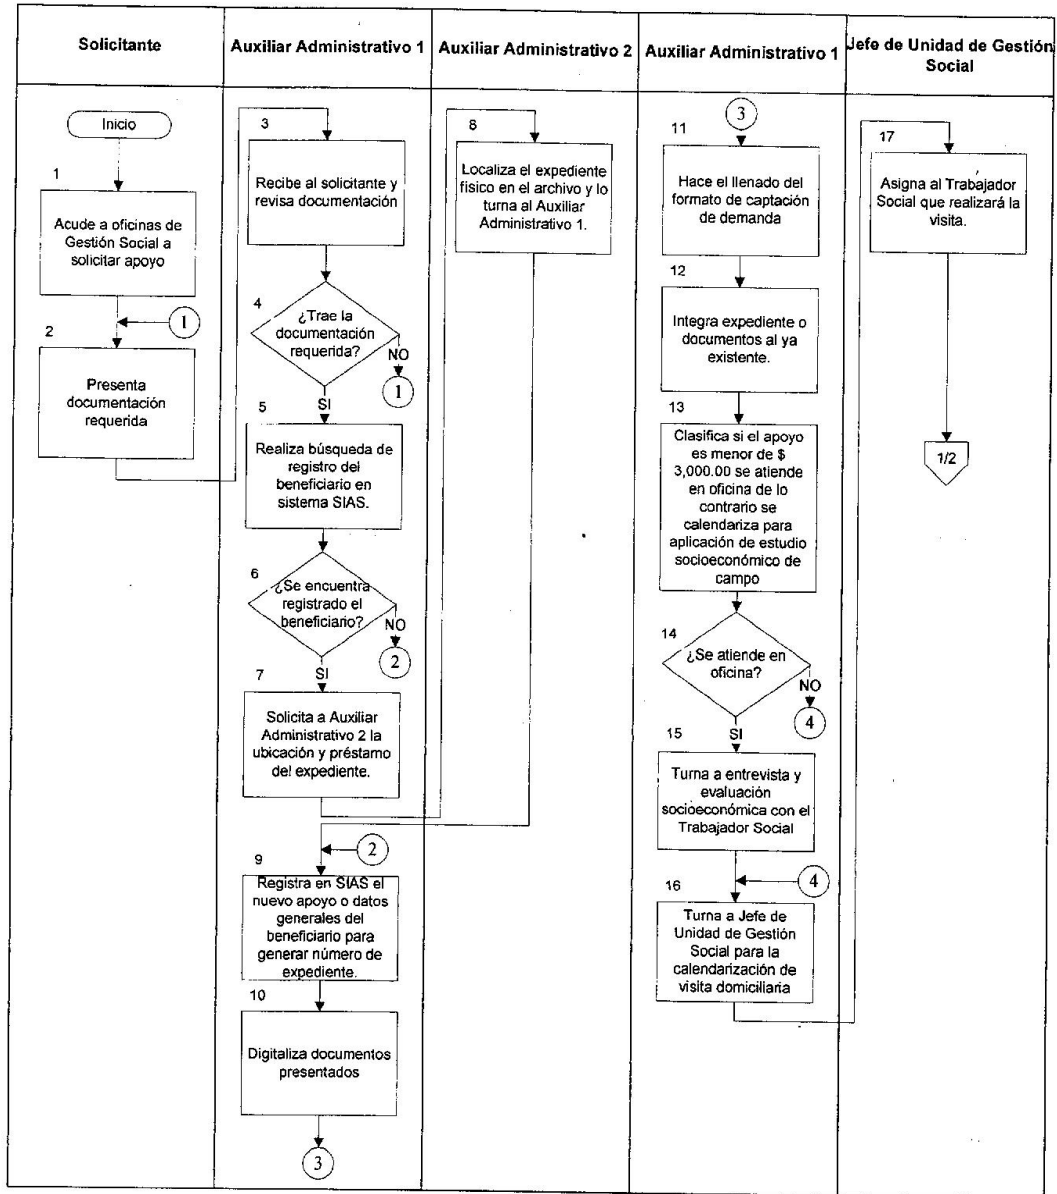 Solicitante
Auxiliar Administrativo 1
Auxiliar Administrativo 2
Auxiliar Administrativo 1
Jefe de Unidad de Gestión
Social
Inicio
1
Acude a oficinas de
Gestión Social a
solicitar apoyo
1
2
Presenta
documentación
requerida
3
Recibe al solicitante y
revisa documentación
4
¿Trae la
documentación
requerida?
NO
1
SI
5
Realiza búsqueda de
registro del
beneficiario en
sistema SIAS.
6
¿Se encuentra
registrado el
beneficiario?
NO
2
SI
7
Solicita a Auxiliar
Administrativo 2 la
ubicación y préstamo
del expediente.
2
9
Registra en SIAS el
nuevo apoyo o datos
generales del
beneficiario para
generar número de
expediente.
10
Digitaliza documentos
presentados
3
8
Localiza el expediente
físico en el archivo y lo
turna al Auxiliar
Administrativo 1.
3
11
Hace el llenado del
formato de captación
de demanda
12
Integra expediente o
documentos al ya
existente.
13
Clasifica si el apoyo
es menor de $
3,000.00 se atiende
en oficina de lo
contrario se
calendariza para
aplicación de estudio
socioeconómico de
campo
14
¿Se atiende en
oficina?
NO
4
SI
15
Turna a entrevista y
evaluación
socioeconómica con el
Trabajador Social
4
16
Turna a Jefe de
Unidad de Gestión
Social para la
calendarización de
visita domiciliaria
17
Asigna al Trabajador
Social que realizará la
visita.
1/2